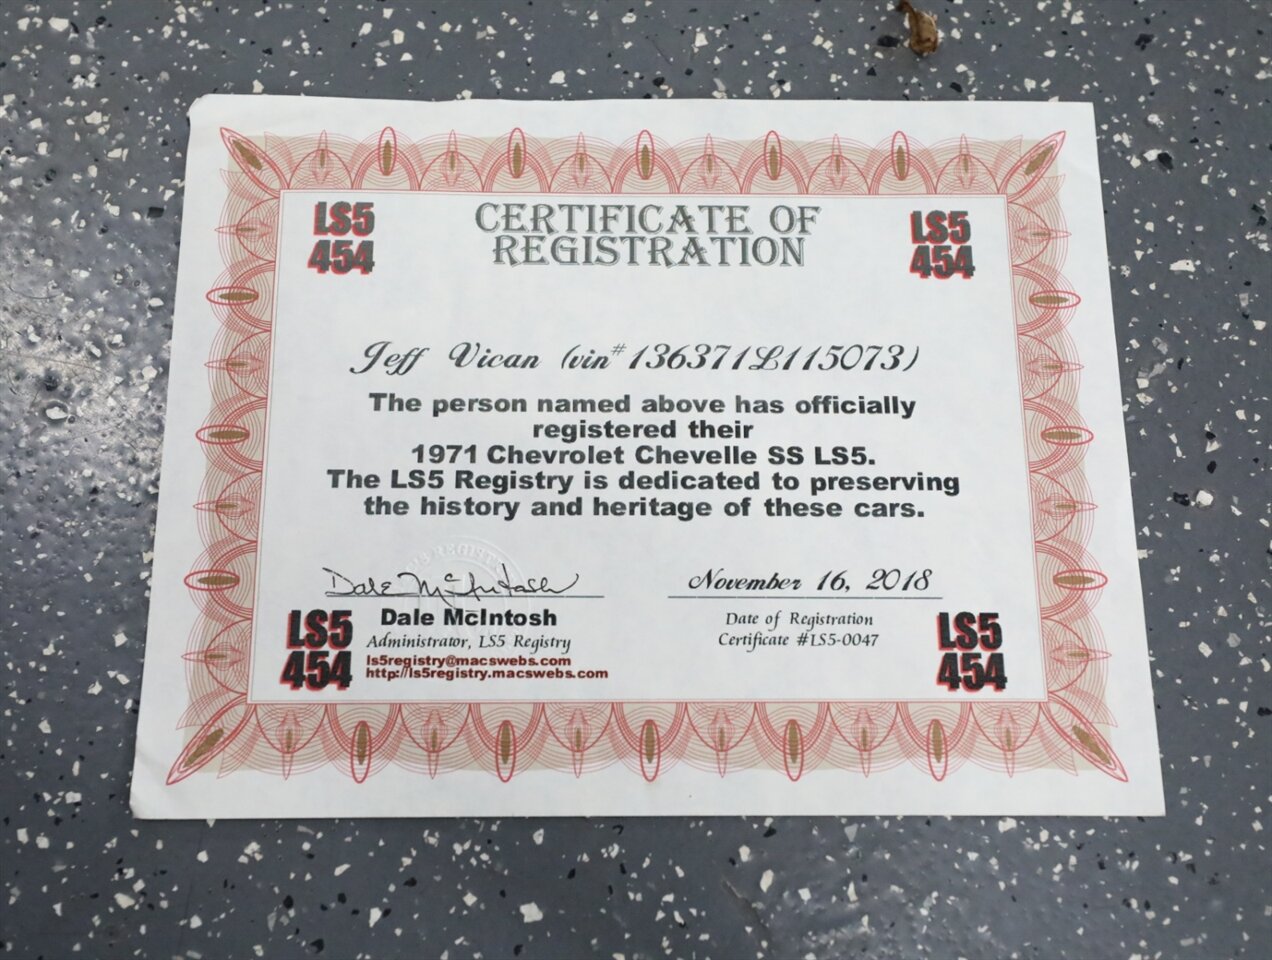 LS5
454
CERTIFICATE OF
REGISTRATION
LS5
454
Jeff Vican (vin# 136371L115073)
The person named above has officially
registered their
1971 Chevrolet Chevelle SS LS5.
The LS5 Registry is dedicated to preserving
the history and heritage of these cars.
Dale McIntosh
November 16, 2018
LS5
454
Dale McIntosh
Administrator, LS5 Registry
ls5registry@macswebs.com
http://ls5registry.macswebs.com
Date of Registration
Certificate #LS5-0047
LS5
454